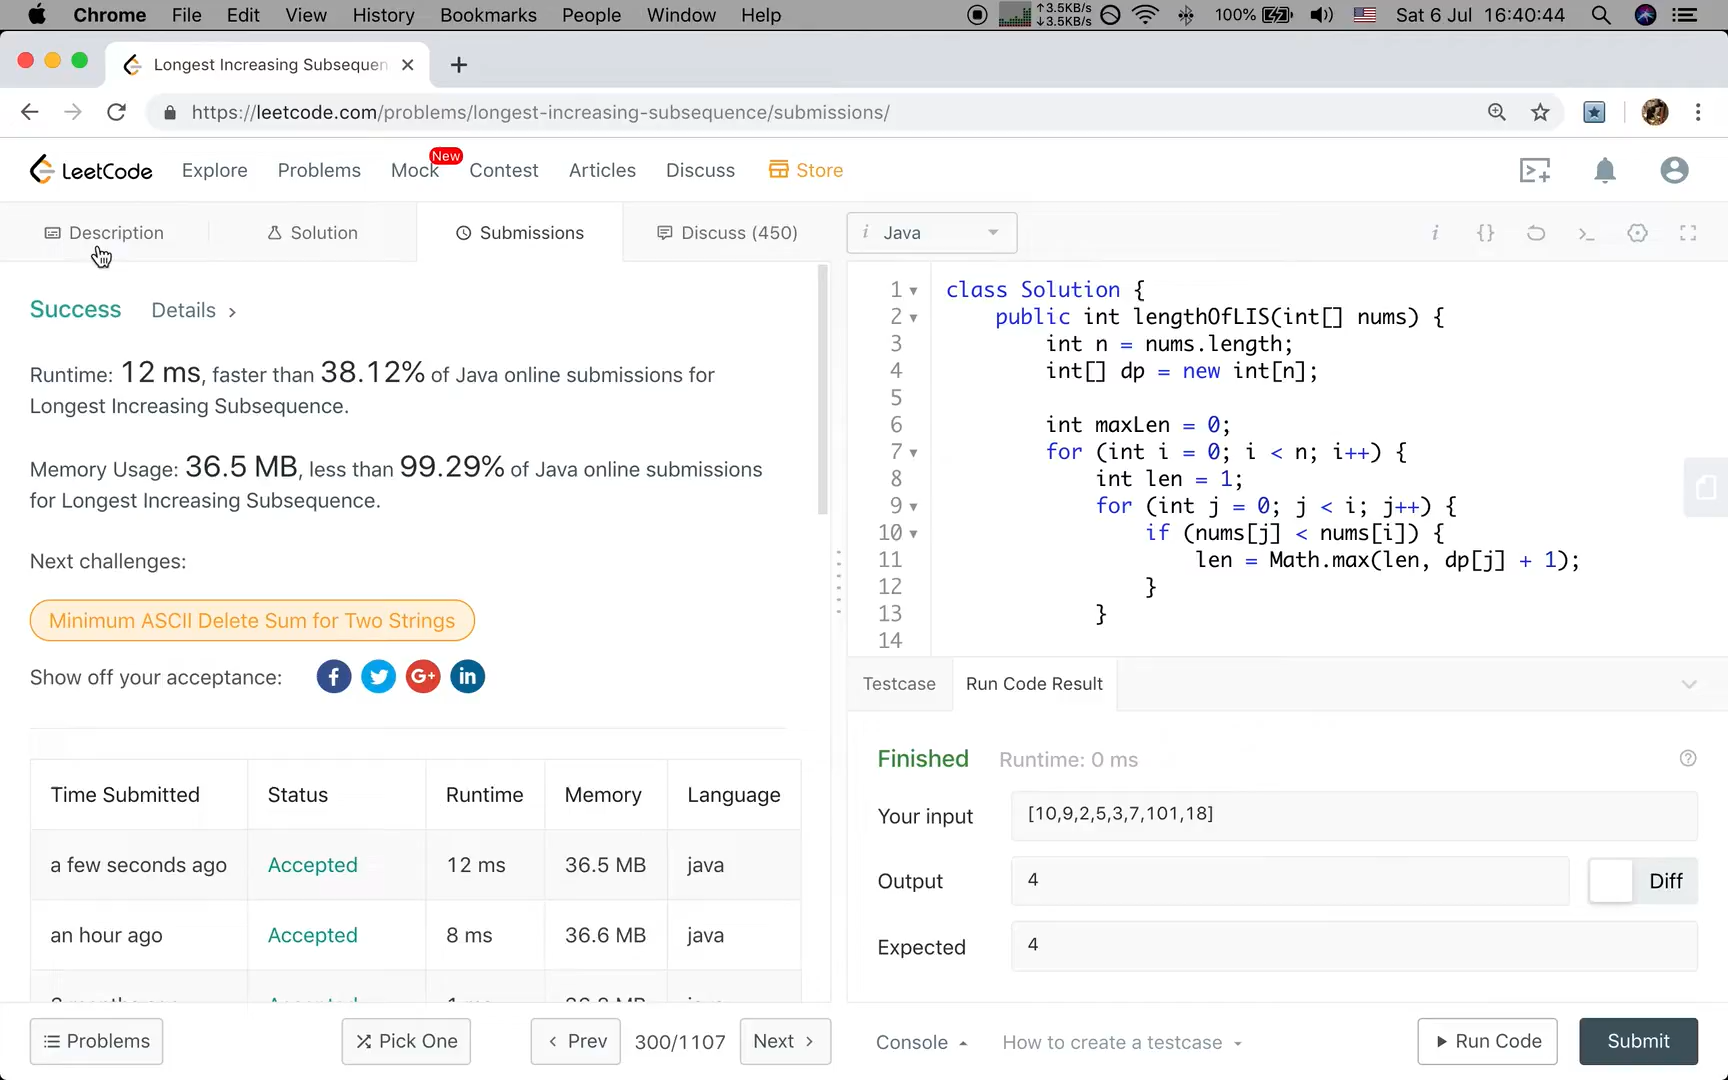 Chrome File Edit View History Bookmarks People Window Help ↑3.5KB/s ↓3.5KB/s 100% Sat 6 Jul 16:40:44
Longest Increasing Subsequen
https://leetcode.com/problems/longest-increasing-subsequence/submissions/
LeetCode Explore Problems Mock New Contest Articles Discuss Store
Description Solution Submissions Discuss (450) i Java
Success Details >
Runtime: 12 ms, faster than 38.12% of Java online submissions for
Longest Increasing Subsequence.
Memory Usage: 36.5 MB, less than 99.29% of Java online submissions
for Longest Increasing Subsequence.
Next challenges:
Minimum ASCII Delete Sum for Two Strings
Show off your acceptance: f G+ in
Time Submitted Status Runtime Memory Language
a few seconds ago Accepted 12 ms 36.5 MB java
an hour ago Accepted 8 ms 36.6 MB java
1 class Solution {
2 public int lengthOfLIS(int[] nums) {
3 int n = nums.length;
4 int[] dp = new int[n];
5
6 int maxLen = 0;
7 for (int i = 0; i < n; i++) {
8 int len = 1;
9 for (int j = 0; j < i; j++) {
10 if (nums[j] < nums[i]) {
11 len = Math.max(len, dp[j] + 1);
12 }
13 }
14
Testcase Run Code Result
Finished Runtime: 0 ms
Your input [10,9,2,5,3,7,101,18]
Output 4 Diff
Expected 4
Problems Pick One < Prev 300/1107 Next > Console How to create a testcase Run Code Submit